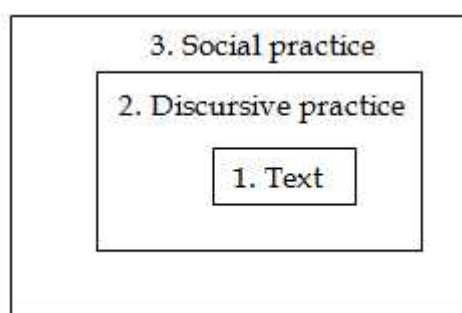 3. Social practice
2. Discursive practice
1. Text